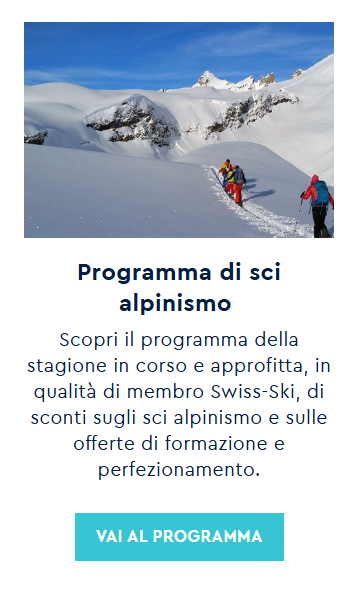 Programma di sci
alpinismo
Scopri il programma della
stagione in corso e approfitta, in
qualità di membro Swiss-Ski, di
sconti sugli sci alpinismo e sulle
offerte di formazione e
perfezionamento.
VAI AL PROGRAMMA